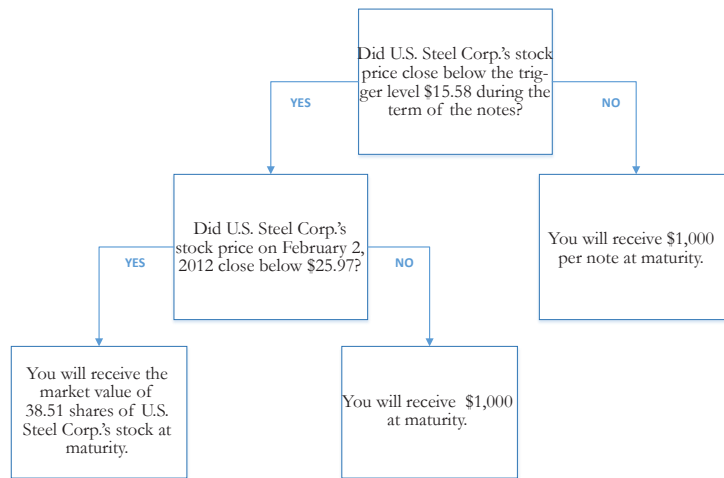 Did U.S. Steel Corp.'s stock
price close below the trig-
ger level $15.58 during the
term of the notes?
YES
NO
Did U.S. Steel Corp.'s
stock price on February 2,
2012 close below $25.97?
You will receive $1,000
per note at maturity.
YES
NO
You will receive the
market value of
38.51 shares of U.S.
Steel Corp.'s stock at
maturity.
You will receive $1,000
at maturity.